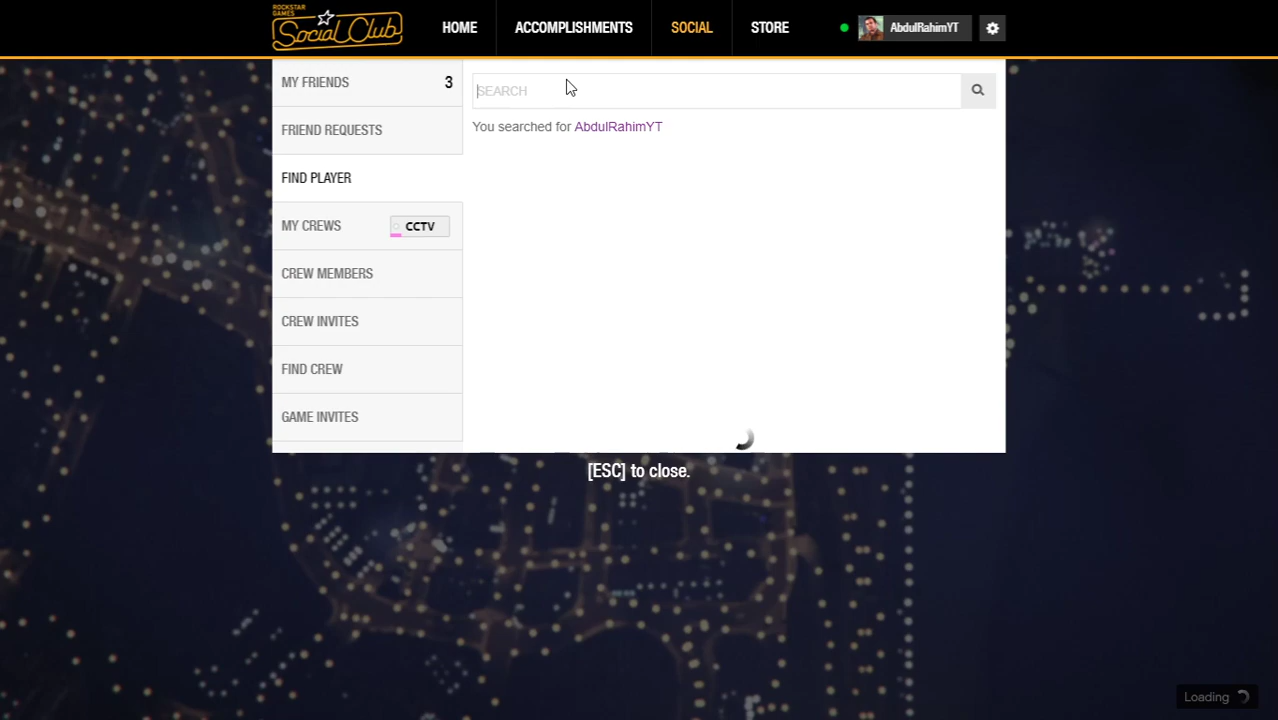 ROCKSTAR
GAMES
Social Club
HOME
ACCOMPLISHMENTS
SOCIAL
STORE
AbdulRahimYT
MY FRIENDS 3
FRIEND REQUESTS
FIND PLAYER
MY CREWS CCTV
CREW MEMBERS
CREW INVITES
FIND CREW
GAME INVITES
SEARCH
You searched for AbdulRahimYT
[ESC] to close.
Loading